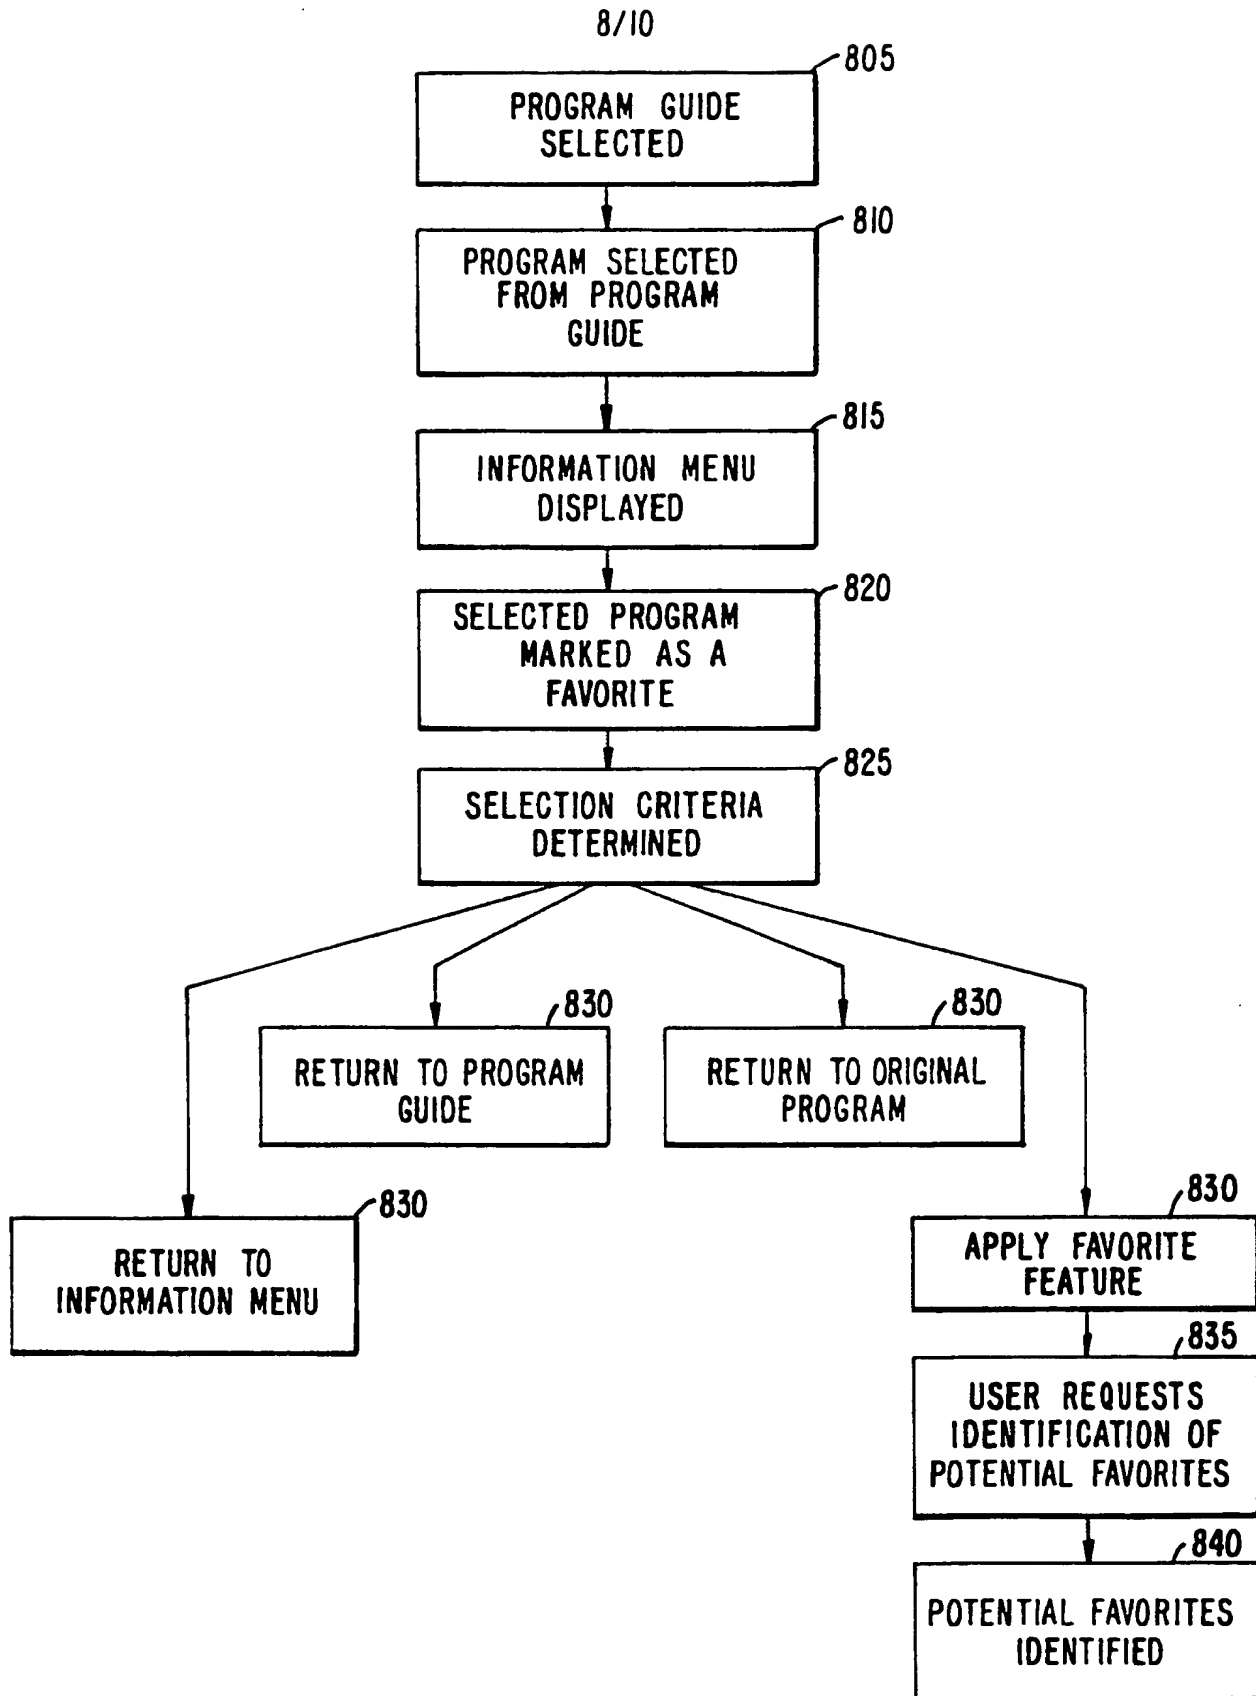 8/10
805
PROGRAM GUIDE
SELECTED
810
PROGRAM SELECTED
FROM PROGRAM
GUIDE
815
INFORMATION MENU
DISPLAYED
820
SELECTED PROGRAM
MARKED AS A
FAVORITE
825
SELECTION CRITERIA
DETERMINED
830
RETURN TO PROGRAM
GUIDE
830
RETURN TO ORIGINAL
PROGRAM
830
RETURN TO
INFORMATION MENU
830
APPLY FAVORITE
FEATURE
835
USER REQUESTS
IDENTIFICATION OF
POTENTIAL FAVORITES
840
POTENTIAL FAVORITES
IDENTIFIED